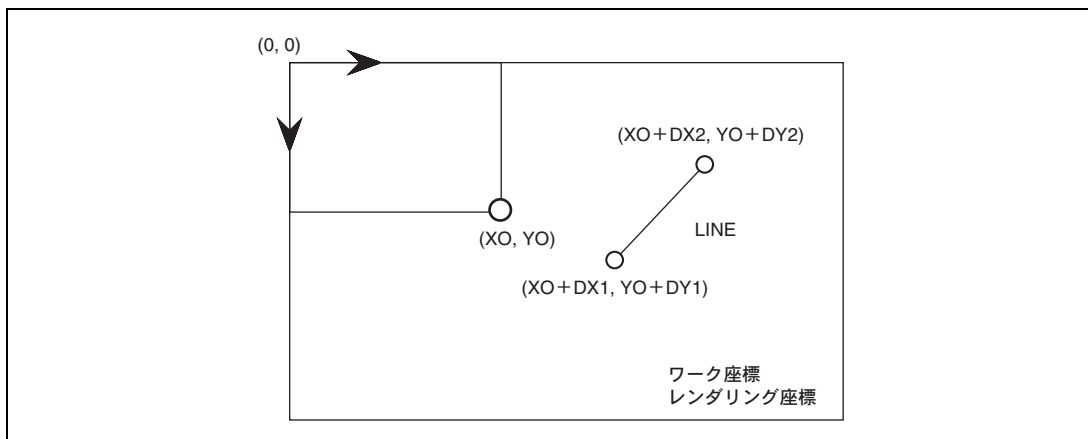 (0, 0)
(XO＋DX2, YO＋DY2)
(XO, YO)
LINE
(XO＋DX1, YO＋DY1)
ワーク座標
レンダリング座標